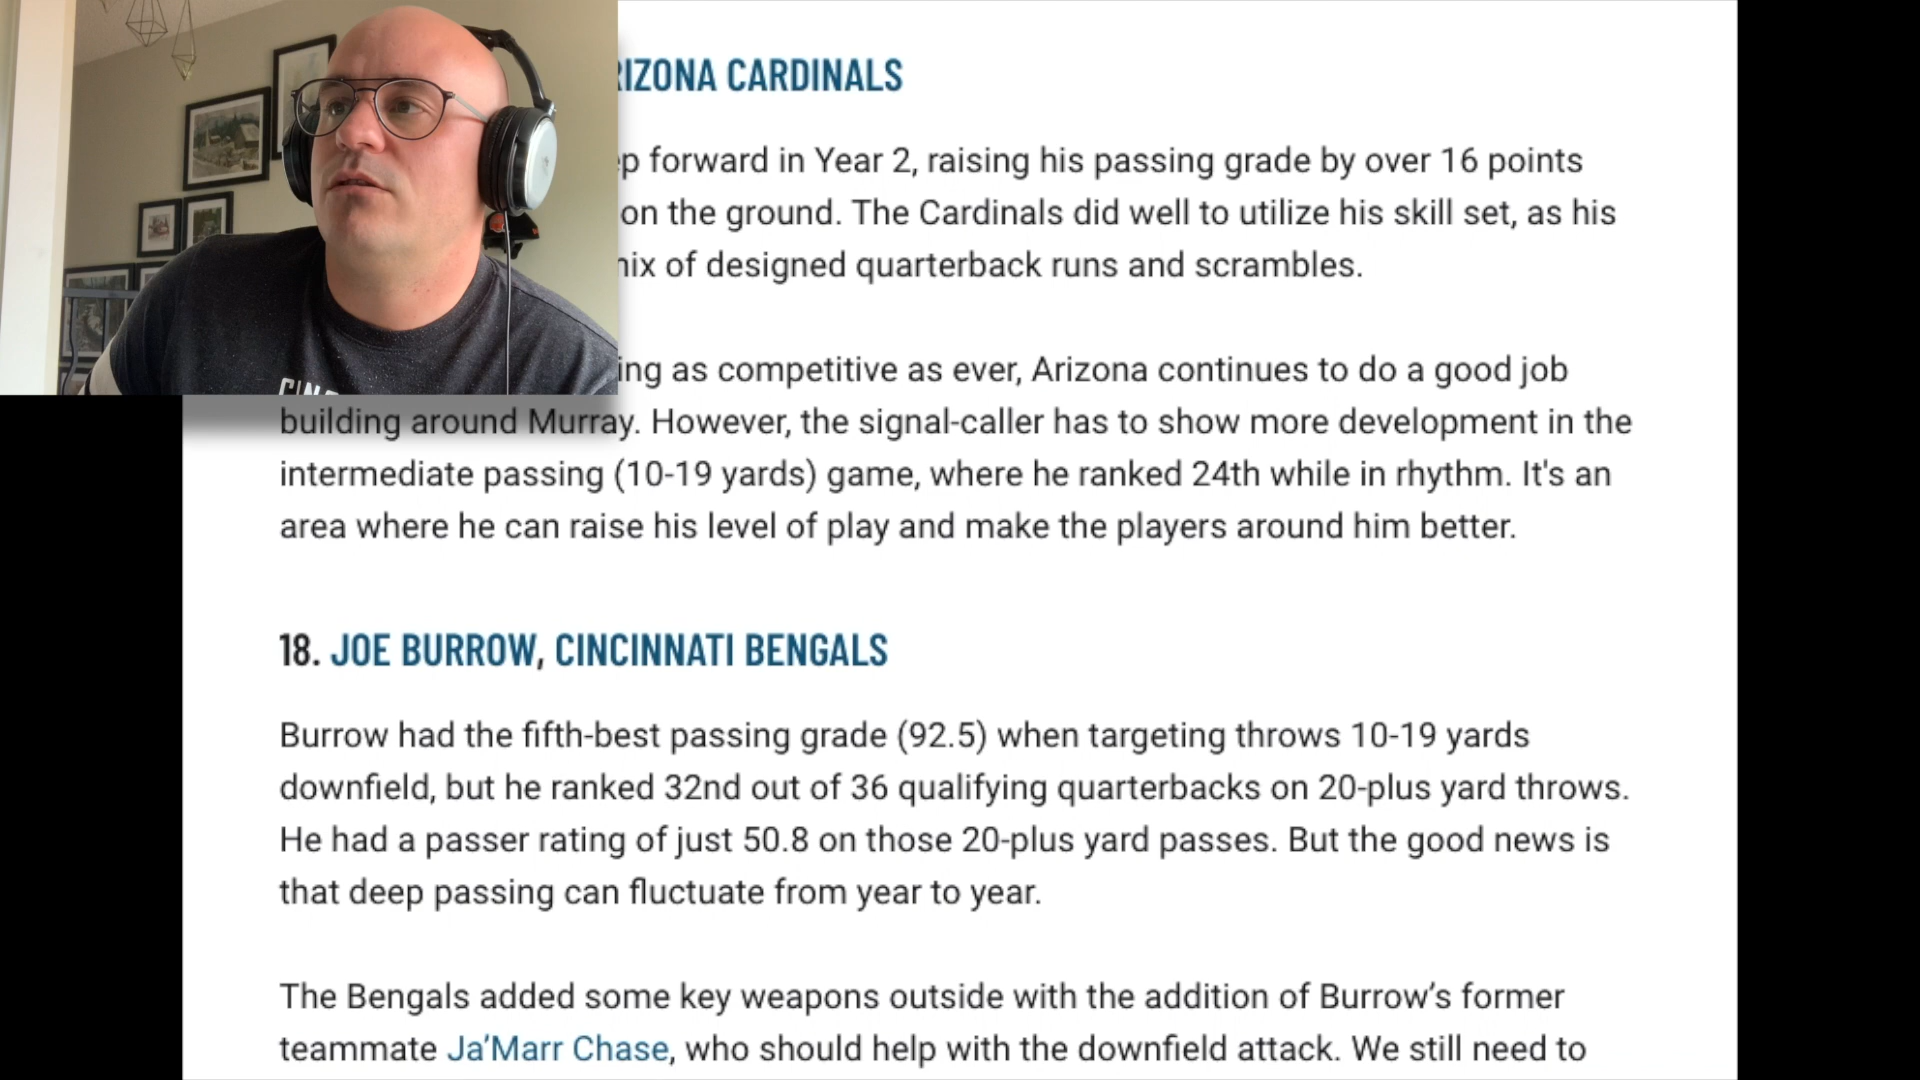 ARIZONA CARDINALS
forward in Year 2, raising his passing grade by over 16 points
on the ground. The Cardinals did well to utilize his skill set, as his
of designed quarterback runs and scrambles.
as competitive as ever, Arizona continues to do a good job
building around Murray. However, the signal-caller has to show more development in the
intermediate passing (10-19 yards) game, where he ranked 24th while in rhythm. It's an
area where he can raise his level of play and make the players around him better.
18. JOE BURROW, CINCINNATI BENGALS
Burrow had the fifth-best passing grade (92.5) when targeting throws 10-19 yards
downfield, but he ranked 32nd out of 36 qualifying quarterbacks on 20-plus yard throws.
He had a passer rating of just 50.8 on those 20-plus yard passes. But the good news is
that deep passing can fluctuate from year to year.
The Bengals added some key weapons outside with the addition of Burrow’s former
teammate Ja’Marr Chase, who should help with the downfield attack. We still need to